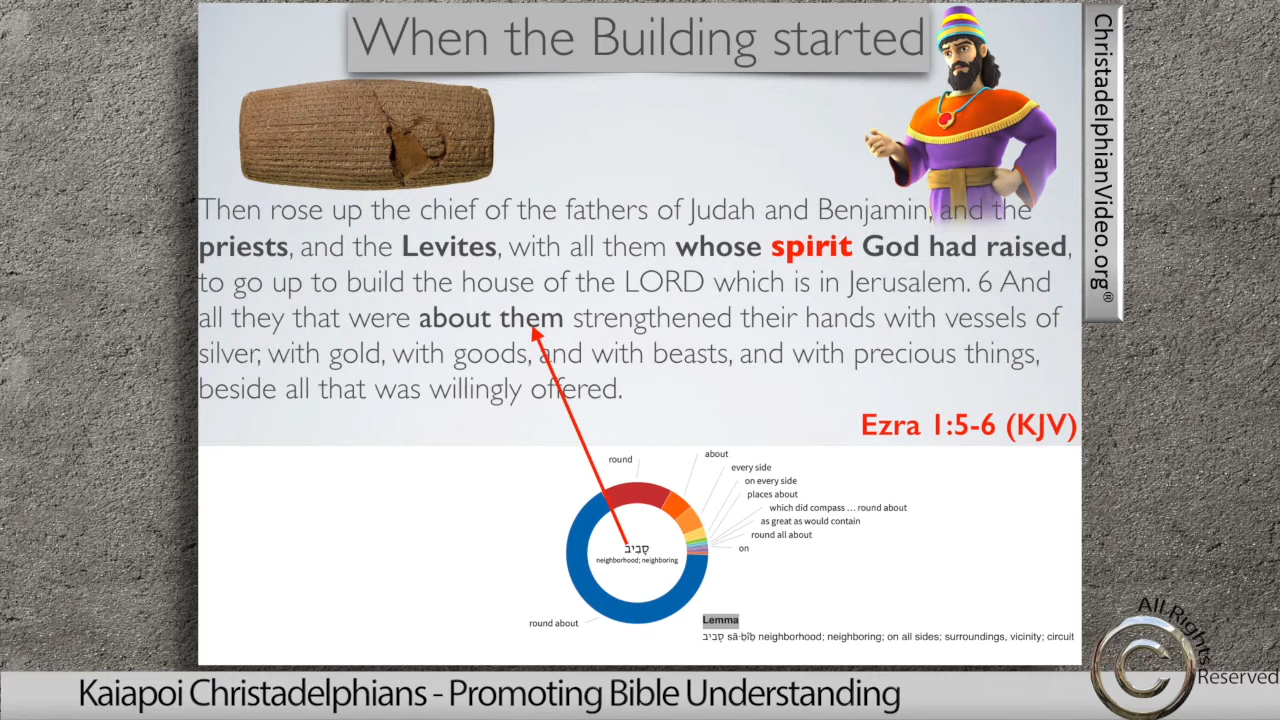 When the Building started
Then rose up the chief of the fathers of Judah and Benjamin, and the
priests, and the Levites, with all them whose spirit God had raised,
to go up to build the house of the LORD which is in Jerusalem. 6 And
all they that were about them strengthened their hands with vessels of
silver, with gold, with goods, and with beasts, and with precious things,
beside all that was willingly offered.
Ezra 1:5-6 (KJV)
round
about
every side
on every side
places about
which did compass … round about
as great as would contain
round all about
on
סָבִיב
neighborhood; neighboring
round about
Lemma
סָבִיב sā·ḇîḇ neighborhood; neighboring; on all sides; surroundings, vicinity; circuit
ChristadelphianVideo.org®
All Rights
C
Reserved
Kaiapoi Christadelphians - Promoting Bible Understanding